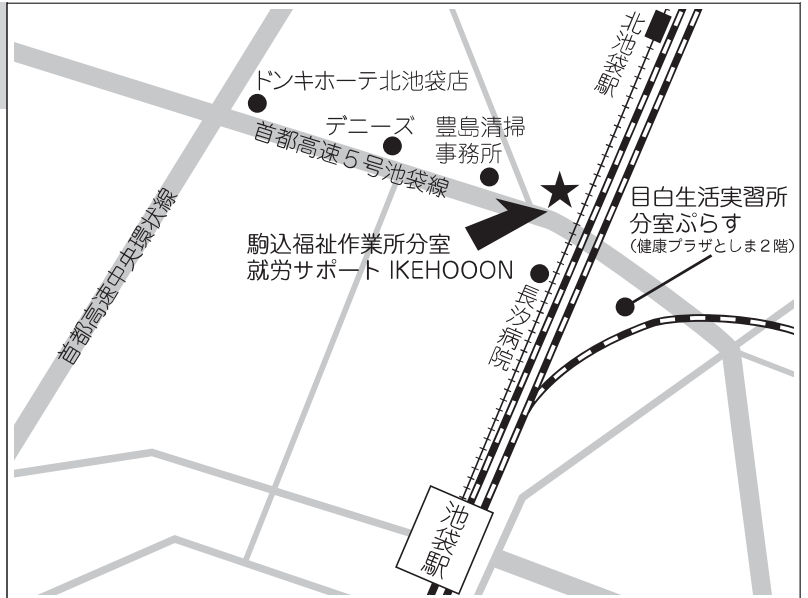 北池袋駅
ドンキホーテ北池袋店
デニーズ
豊島清掃
事務所
首都高速5号池袋線
目白生活実習所
分室ぷらす
(健康プラザとしま2階)
駒込福祉作業所分室
就労サポート IKEHOOON
首都高速中央環状線
長汐病院
池袋駅